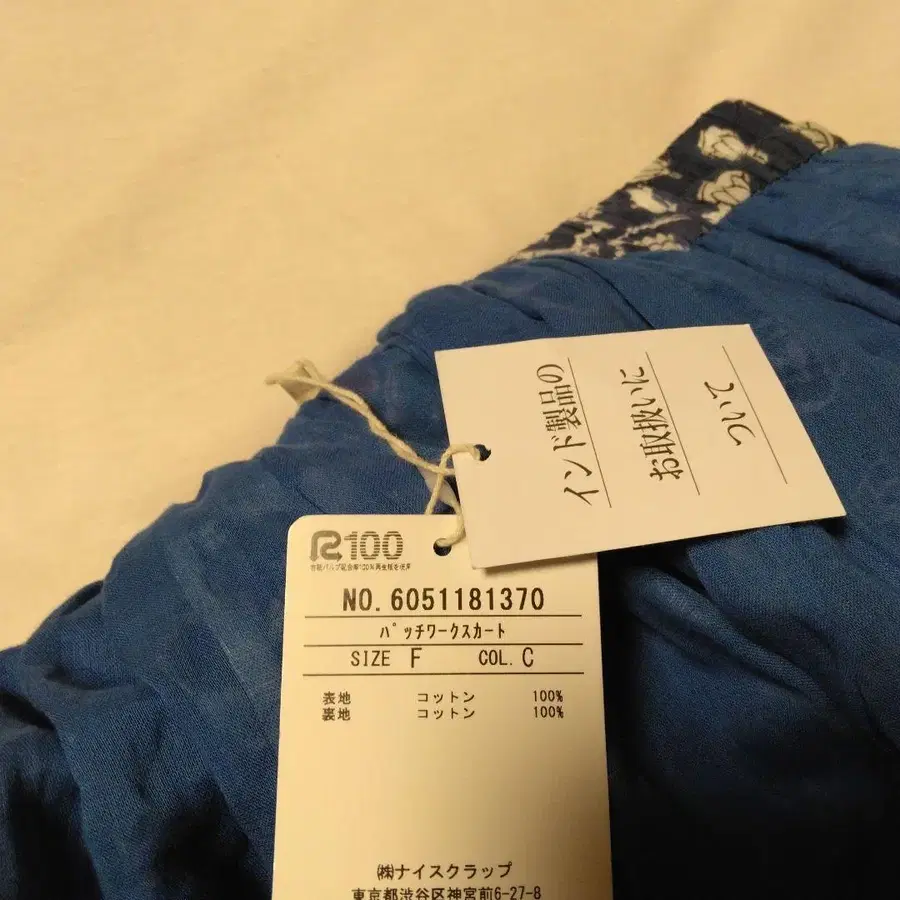 インド製品の
お取扱いに
ついて
R100
古紙パルプ配合率100%再生紙を使用
NO. 6051181370
パッチワークスカート
SIZE F COL. C
表地 コットン 100%
裏地 コットン 100%
㈱ナイスクラップ
東京都渋谷区神宮前6-27-8